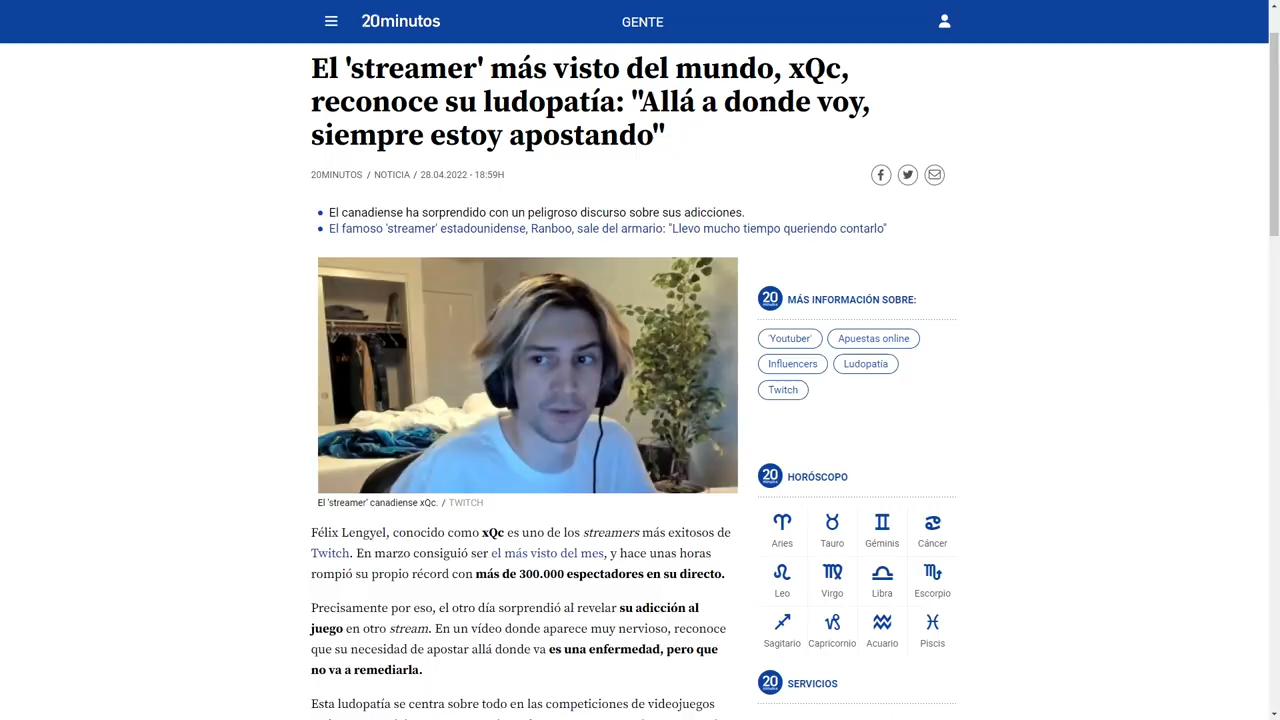 20minutos
GENTE
El 'streamer' más visto del mundo, xQc,
reconoce su ludopatía: "Allá a donde voy,
siempre estoy apostando"
20MINUTOS / NOTICIA / 28.04.2022 - 18:59H
El canadiense ha sorprendido con un peligroso discurso sobre sus adicciones.
El famoso 'streamer' estadounidense, Ranboo, sale del armario: "Llevo mucho tiempo queriendo contarlo"
El 'streamer' canadiense xQc. / TWITCH
Félix Lengyel, conocido como xQc es uno de los streamers más exitosos de
Twitch. En marzo consiguió ser el más visto del mes, y hace unas horas
rompió su propio récord con más de 300.000 espectadores en su directo.
Precisamente por eso, el otro día sorprendió al revelar su adicción al
juego en otro stream. En un vídeo donde aparece muy nervioso, reconoce
que su necesidad de apostar allá donde va es una enfermedad, pero que
no va a remediarla.
Esta ludopatía se centra sobre todo en las competiciones de videojuegos
20 minutos MÁS INFORMACIÓN SOBRE:
'Youtuber' Apuestas online
Influencers Ludopatía
Twitch
20 minutos HORÓSCOPO
Aries Tauro Géminis Cáncer
Leo Virgo Libra Escorpio
Sagitario Capricornio Acuario Piscis
20 minutos SERVICIOS